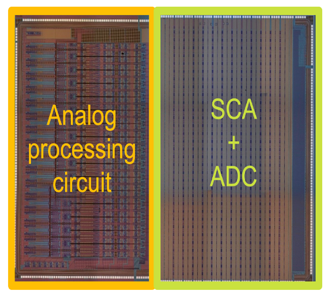 Analog
processing
circuit
SCA
+
ADC